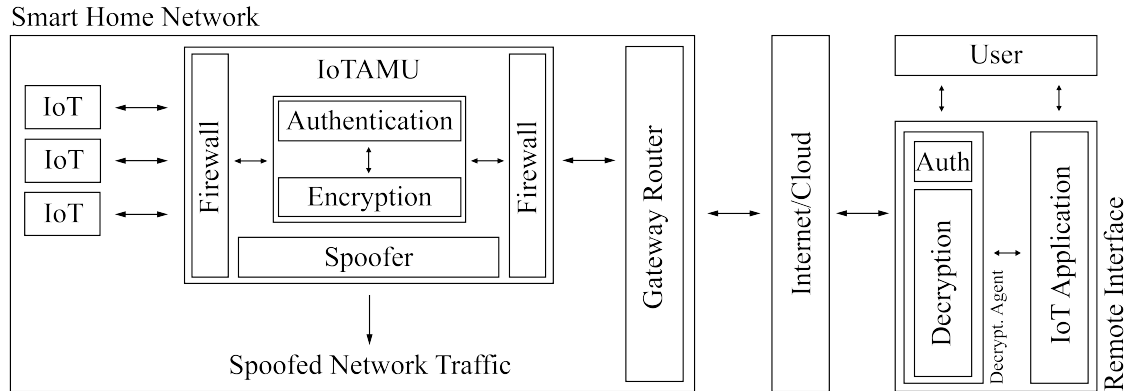 Smart Home Network
IoT
IoT
IoT
IoTAMU
Firewall
Authentication
Encryption
Firewall
Spoofer
Spoofed Network Traffic
Gateway Router
Internet/Cloud
User
Auth
Decryption
Decrypt. Agent
IoT Application
Remote Interface